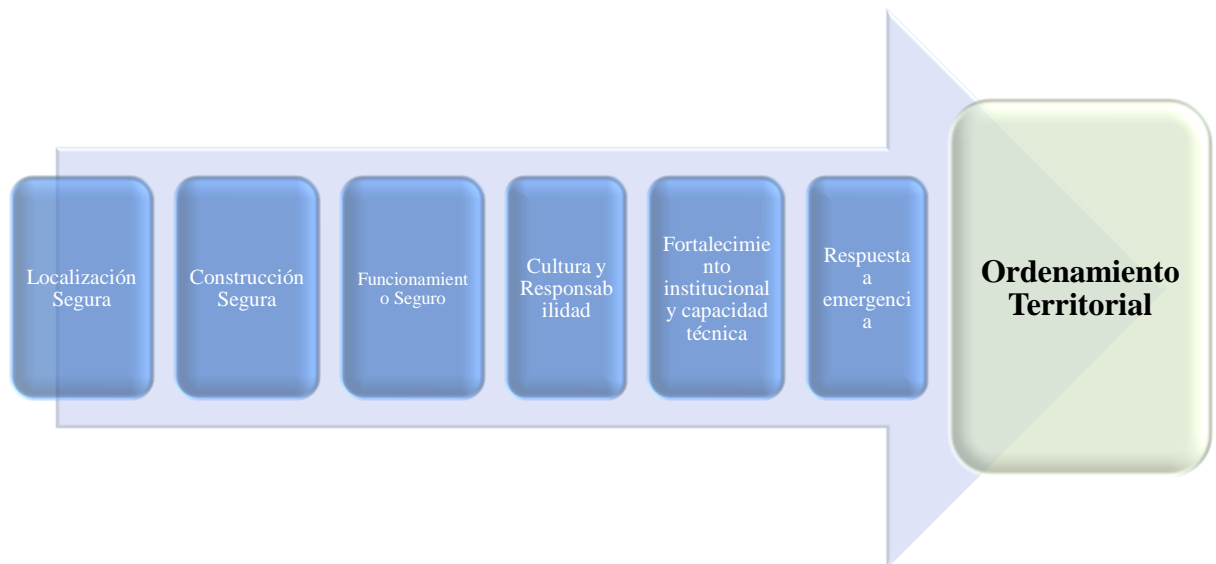 Localización
Segura
Construcción
Segura
Funcionamient
o Seguro
Cultura y
Responsab
ilidad
Fortalecimie
nto
institucional
y capacidad
técnica
Respuesta
a
emergenci
a
Ordenamiento
Territorial